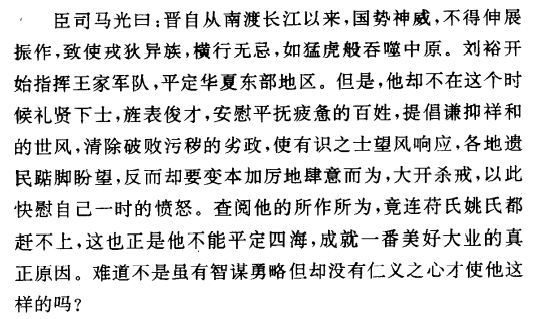 臣司马光曰:晋自从南渡长江以来,国势神威,不得伸展
振作,致使戎狄异族,横行无忌,如猛虎般吞噬中原。刘裕开
始指挥王家军队,平定华夏东部地区。但是,他却不在这个时
候礼贤下士,旌表俊才,安慰平抚疲惫的百姓,提倡谦抑祥和
的世风,清除破败污秽的劣政,使有识之士望风响应,各地遗
民踮脚盼望,反而却要变本加厉地肆意而为,大开杀戒,以此
快慰自己一时的愤怒。查阅他的所作所为,竟连苻氏姚氏都
赶不上,这也正是他不能平定四海,成就一番美好大业的真
正原因。难道不是虽有智谋勇略但却没有仁义之心才使他这
样的吗?